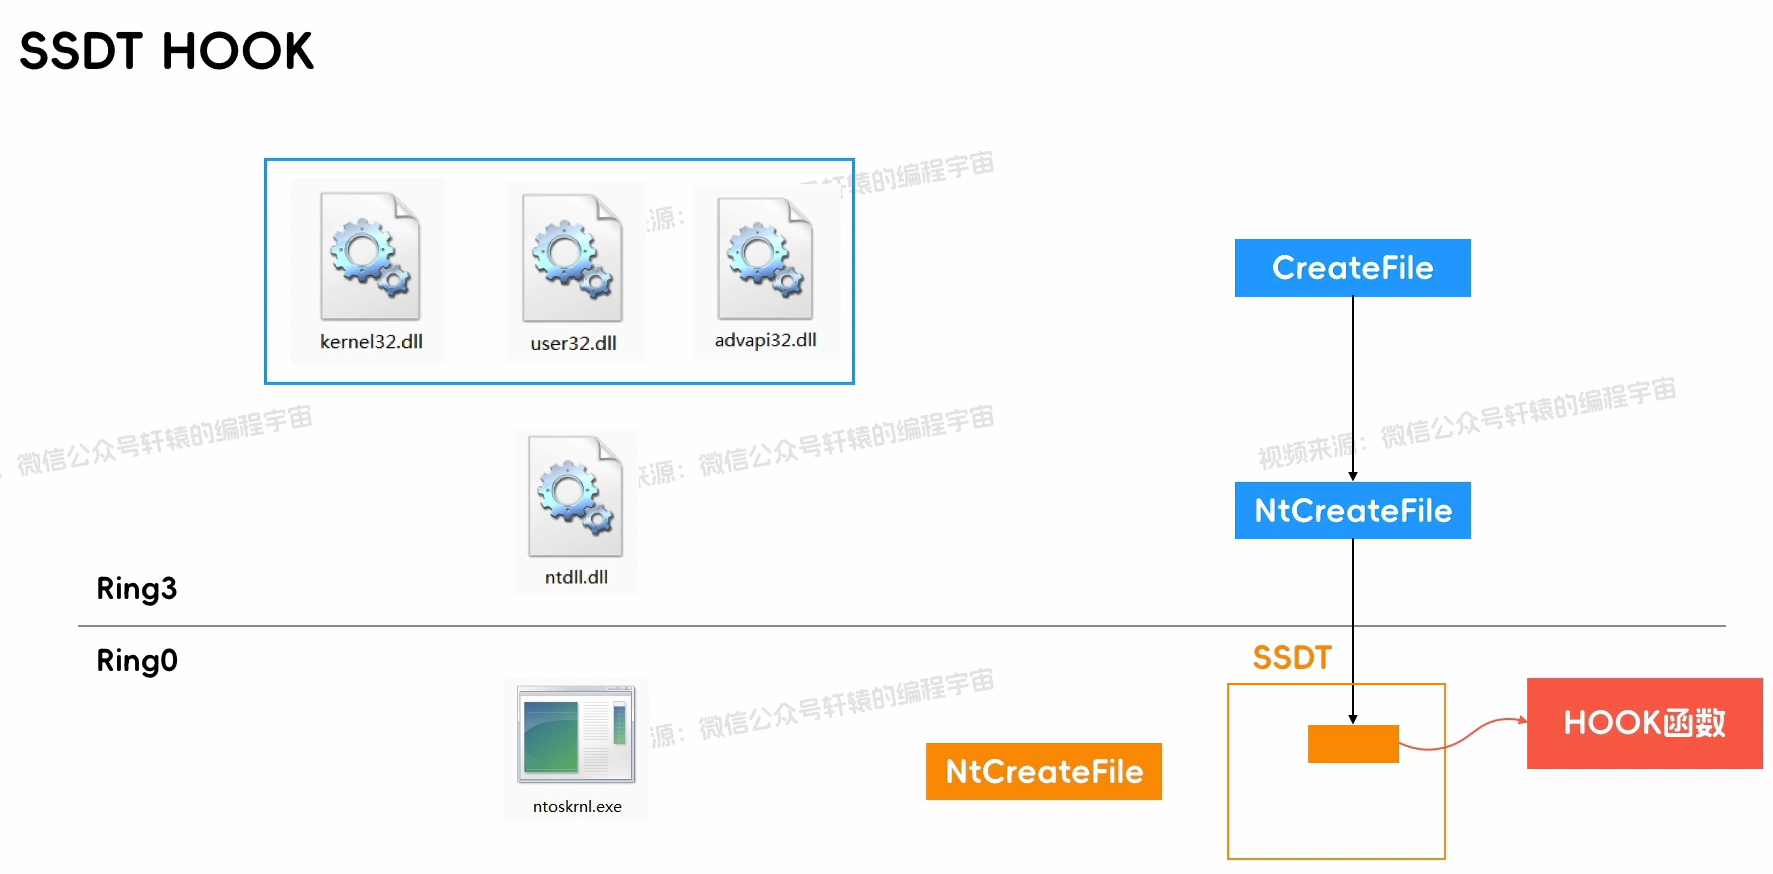 SSDT HOOK
轩辕的编程宇宙
来源：
kernel32.dll
user32.dll
advapi32.dll
CreateFile
微信公众号轩辕的编程宇宙
来源：微信公众号轩辕的编程宇宙
视频来源：微信公众号轩辕的编程宇宙
NtCreateFile
ntdll.dll
Ring3
Ring0
SSDT
源：微信公众号轩辕的编程宇宙
HOOK函数
NtCreateFile
ntoskrnl.exe